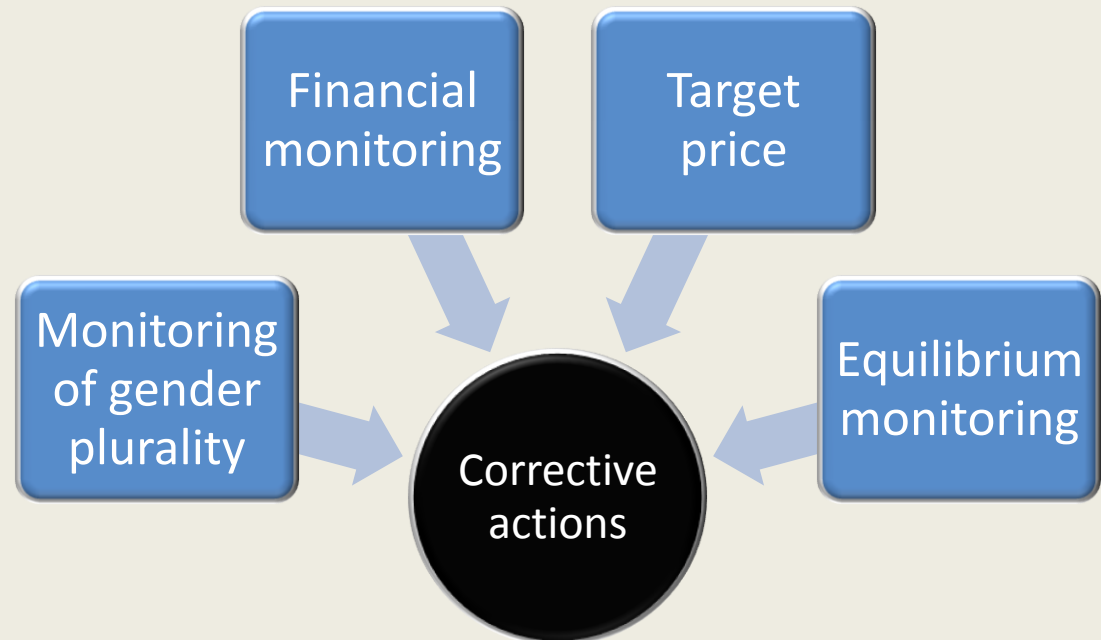 Financial
monitoring
Target
price
Monitoring
of gender
plurality
Equilibrium
monitoring
Corrective
actions